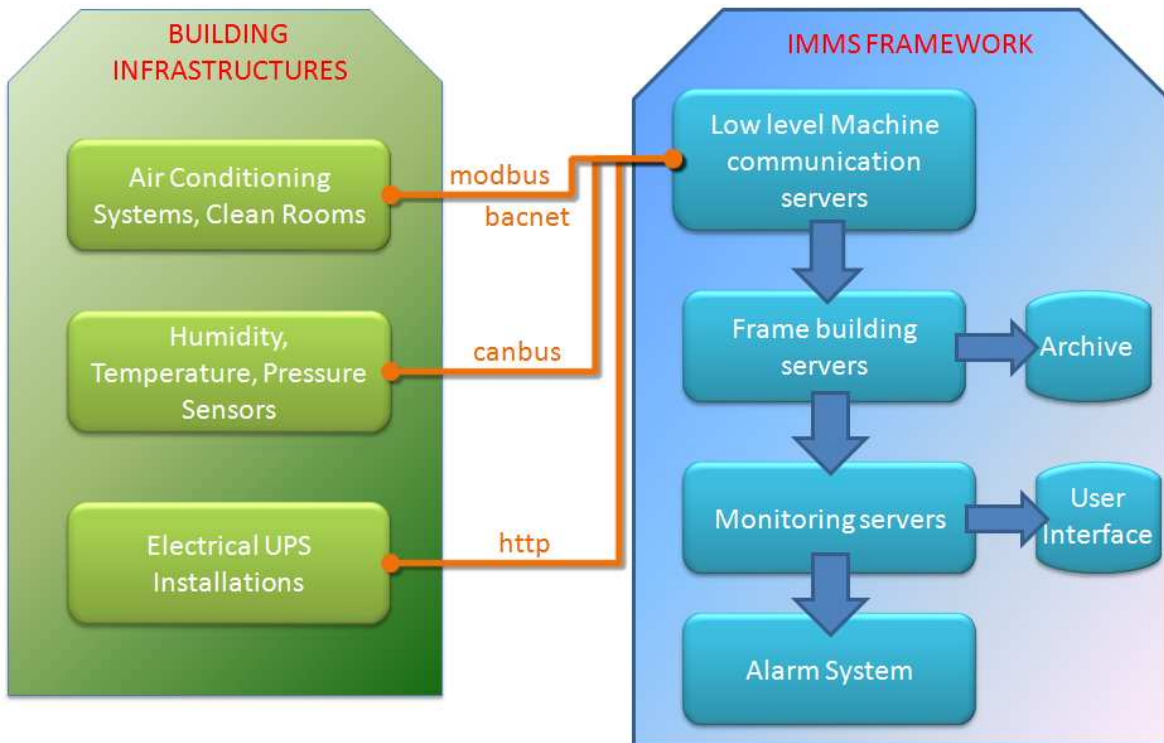 BUILDING
INFRASTRUCTURES
Air Conditioning
Systems, Clean Rooms
Humidity,
Temperature, Pressure
Sensors
Electrical UPS
Installations
modbus
bacnet
canbus
http
IMMS FRAMEWORK
Low level Machine
communication
servers
Frame building
servers
Archive
Monitoring servers
User
Interface
Alarm System